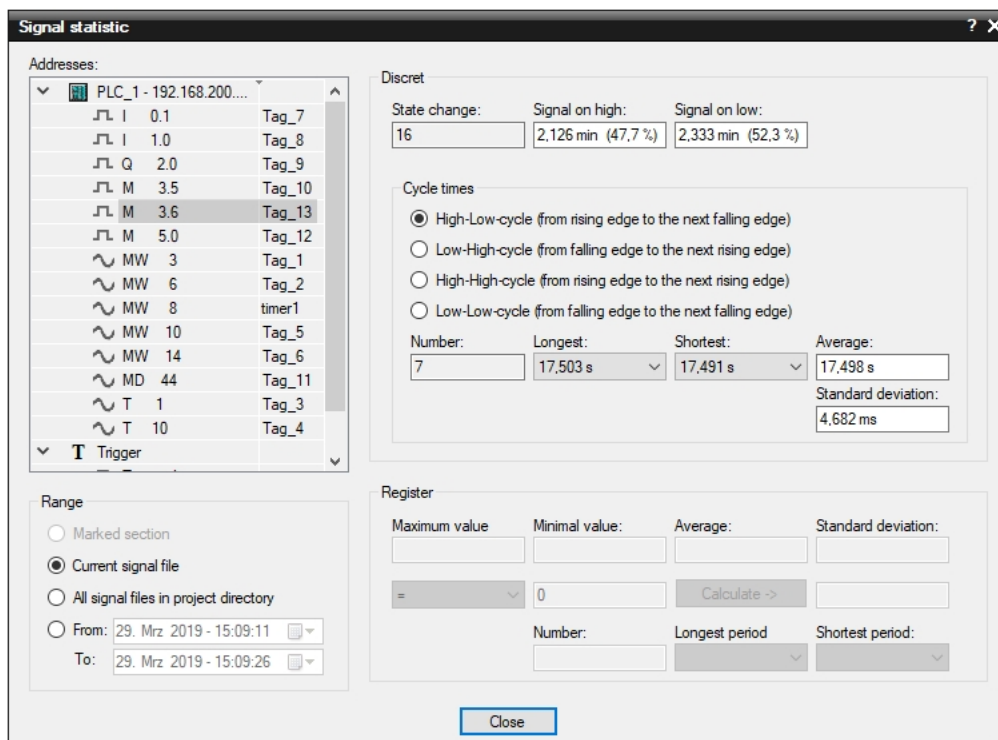 Signal statistic ? X
Addresses:
PLC_1 - 192.168.200....
I 0.1 Tag_7
I 1.0 Tag_8
Q 2.0 Tag_9
M 3.5 Tag_10
M 3.6 Tag_13
M 5.0 Tag_12
MW 3 Tag_1
MW 6 Tag_2
MW 8 timer1
MW 10 Tag_5
MW 14 Tag_6
MD 44 Tag_11
T 1 Tag_3
T 10 Tag_4
T Trigger
Range
Marked section
Current signal file
All signal files in project directory
From: 29. Mrz 2019 - 15:09:11
To: 29. Mrz 2019 - 15:09:26
Discret
State change: Signal on high: Signal on low:
16 2,126 min (47,7 %) 2,333 min (52,3 %)
Cycle times
High-Low-cycle (from rising edge to the next falling edge)
Low-High-cycle (from falling edge to the next rising edge)
High-High-cycle (from rising edge to the next rising edge)
Low-Low-cycle (from falling edge to the next falling edge)
Number: Longest: Shortest: Average:
7 17,503 s 17,491 s 17,498 s
Standard deviation:
4,682 ms
Register
Maximum value Minimal value: Average: Standard deviation:
= 0 Calculate ->
Number: Longest period Shortest period:
Close